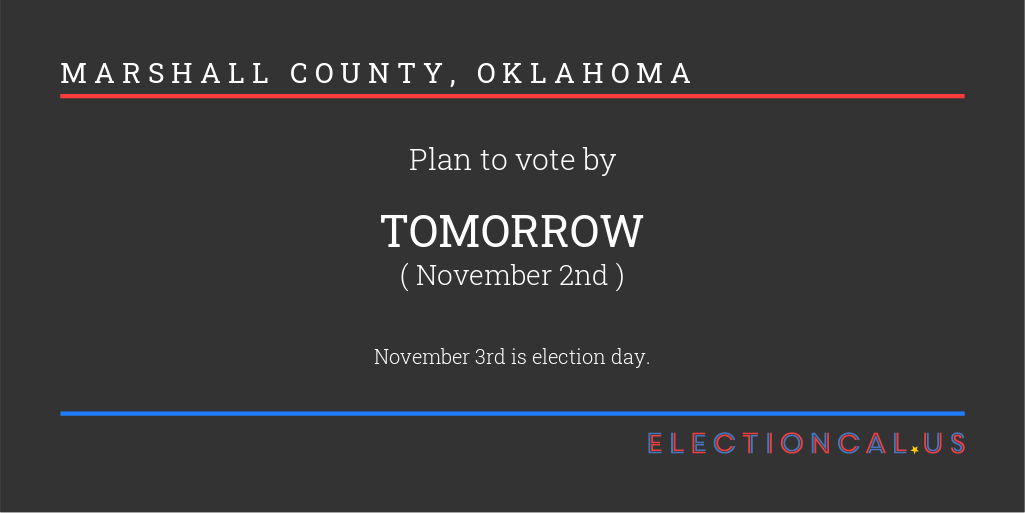 MARSHALL COUNTY, OKLAHOMA
Plan to vote by
TOMORROW
( November 2nd )
November 3rd is election day.
ELECTIONCAL.US